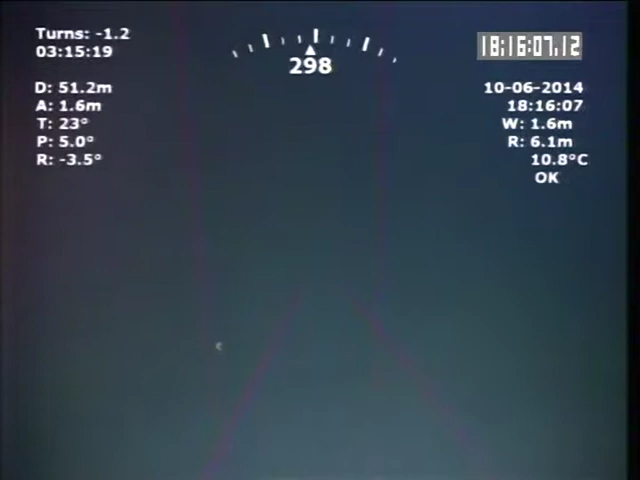 Turns: -1.2
03:15:19
298
18:16:07.12
D: 51.2m
A: 1.6m
T: 23°
P: 5.0°
R: -3.5°
10-06-2014
18:16:07
W: 1.6m
R: 6.1m
10.8°C
OK